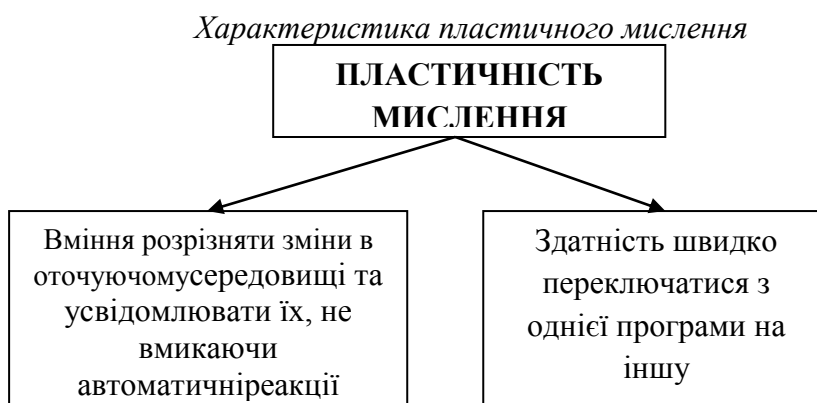 Характеристика пластичного мислення
ПЛАСТИЧНІСТЬ
МИСЛЕННЯ
Вміння розрізняти зміни в
оточуючомусередовищі та
усвідомлювати їх, не
вмикаючи
автоматичніреакції
Здатність швидко
переключатися з
однієї програми на
іншу